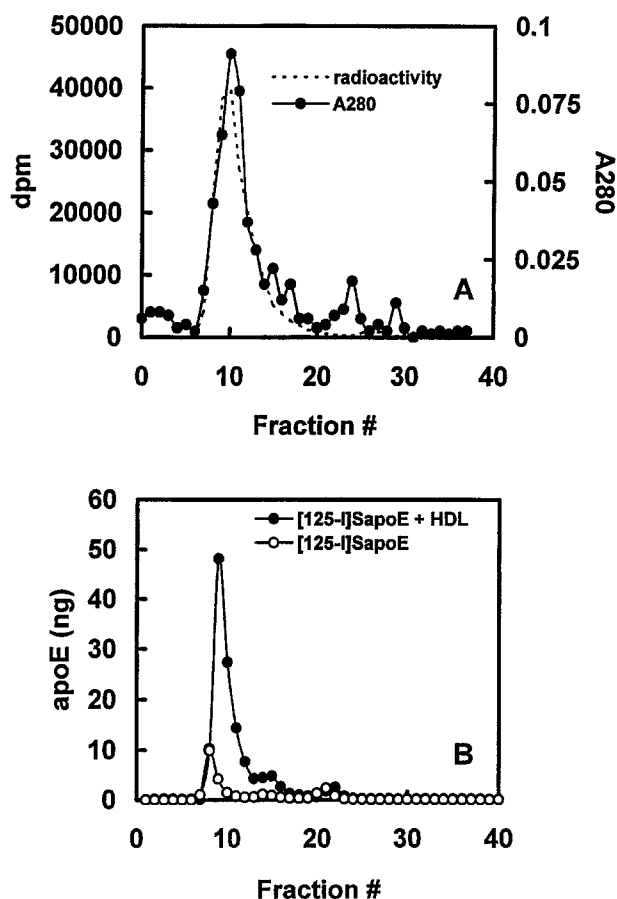 50000
40000
30000
20000
10000
0
dpm
0.1
0.075
0.05
0.025
0
A280
radioactivity
A280
A
0 10 20 30 40
Fraction #
60
50
40
30
20
10
0
apoE (ng)
[125-I]SapoE + HDL
[125-I]SapoE
B
0 10 20 30 40
Fraction #